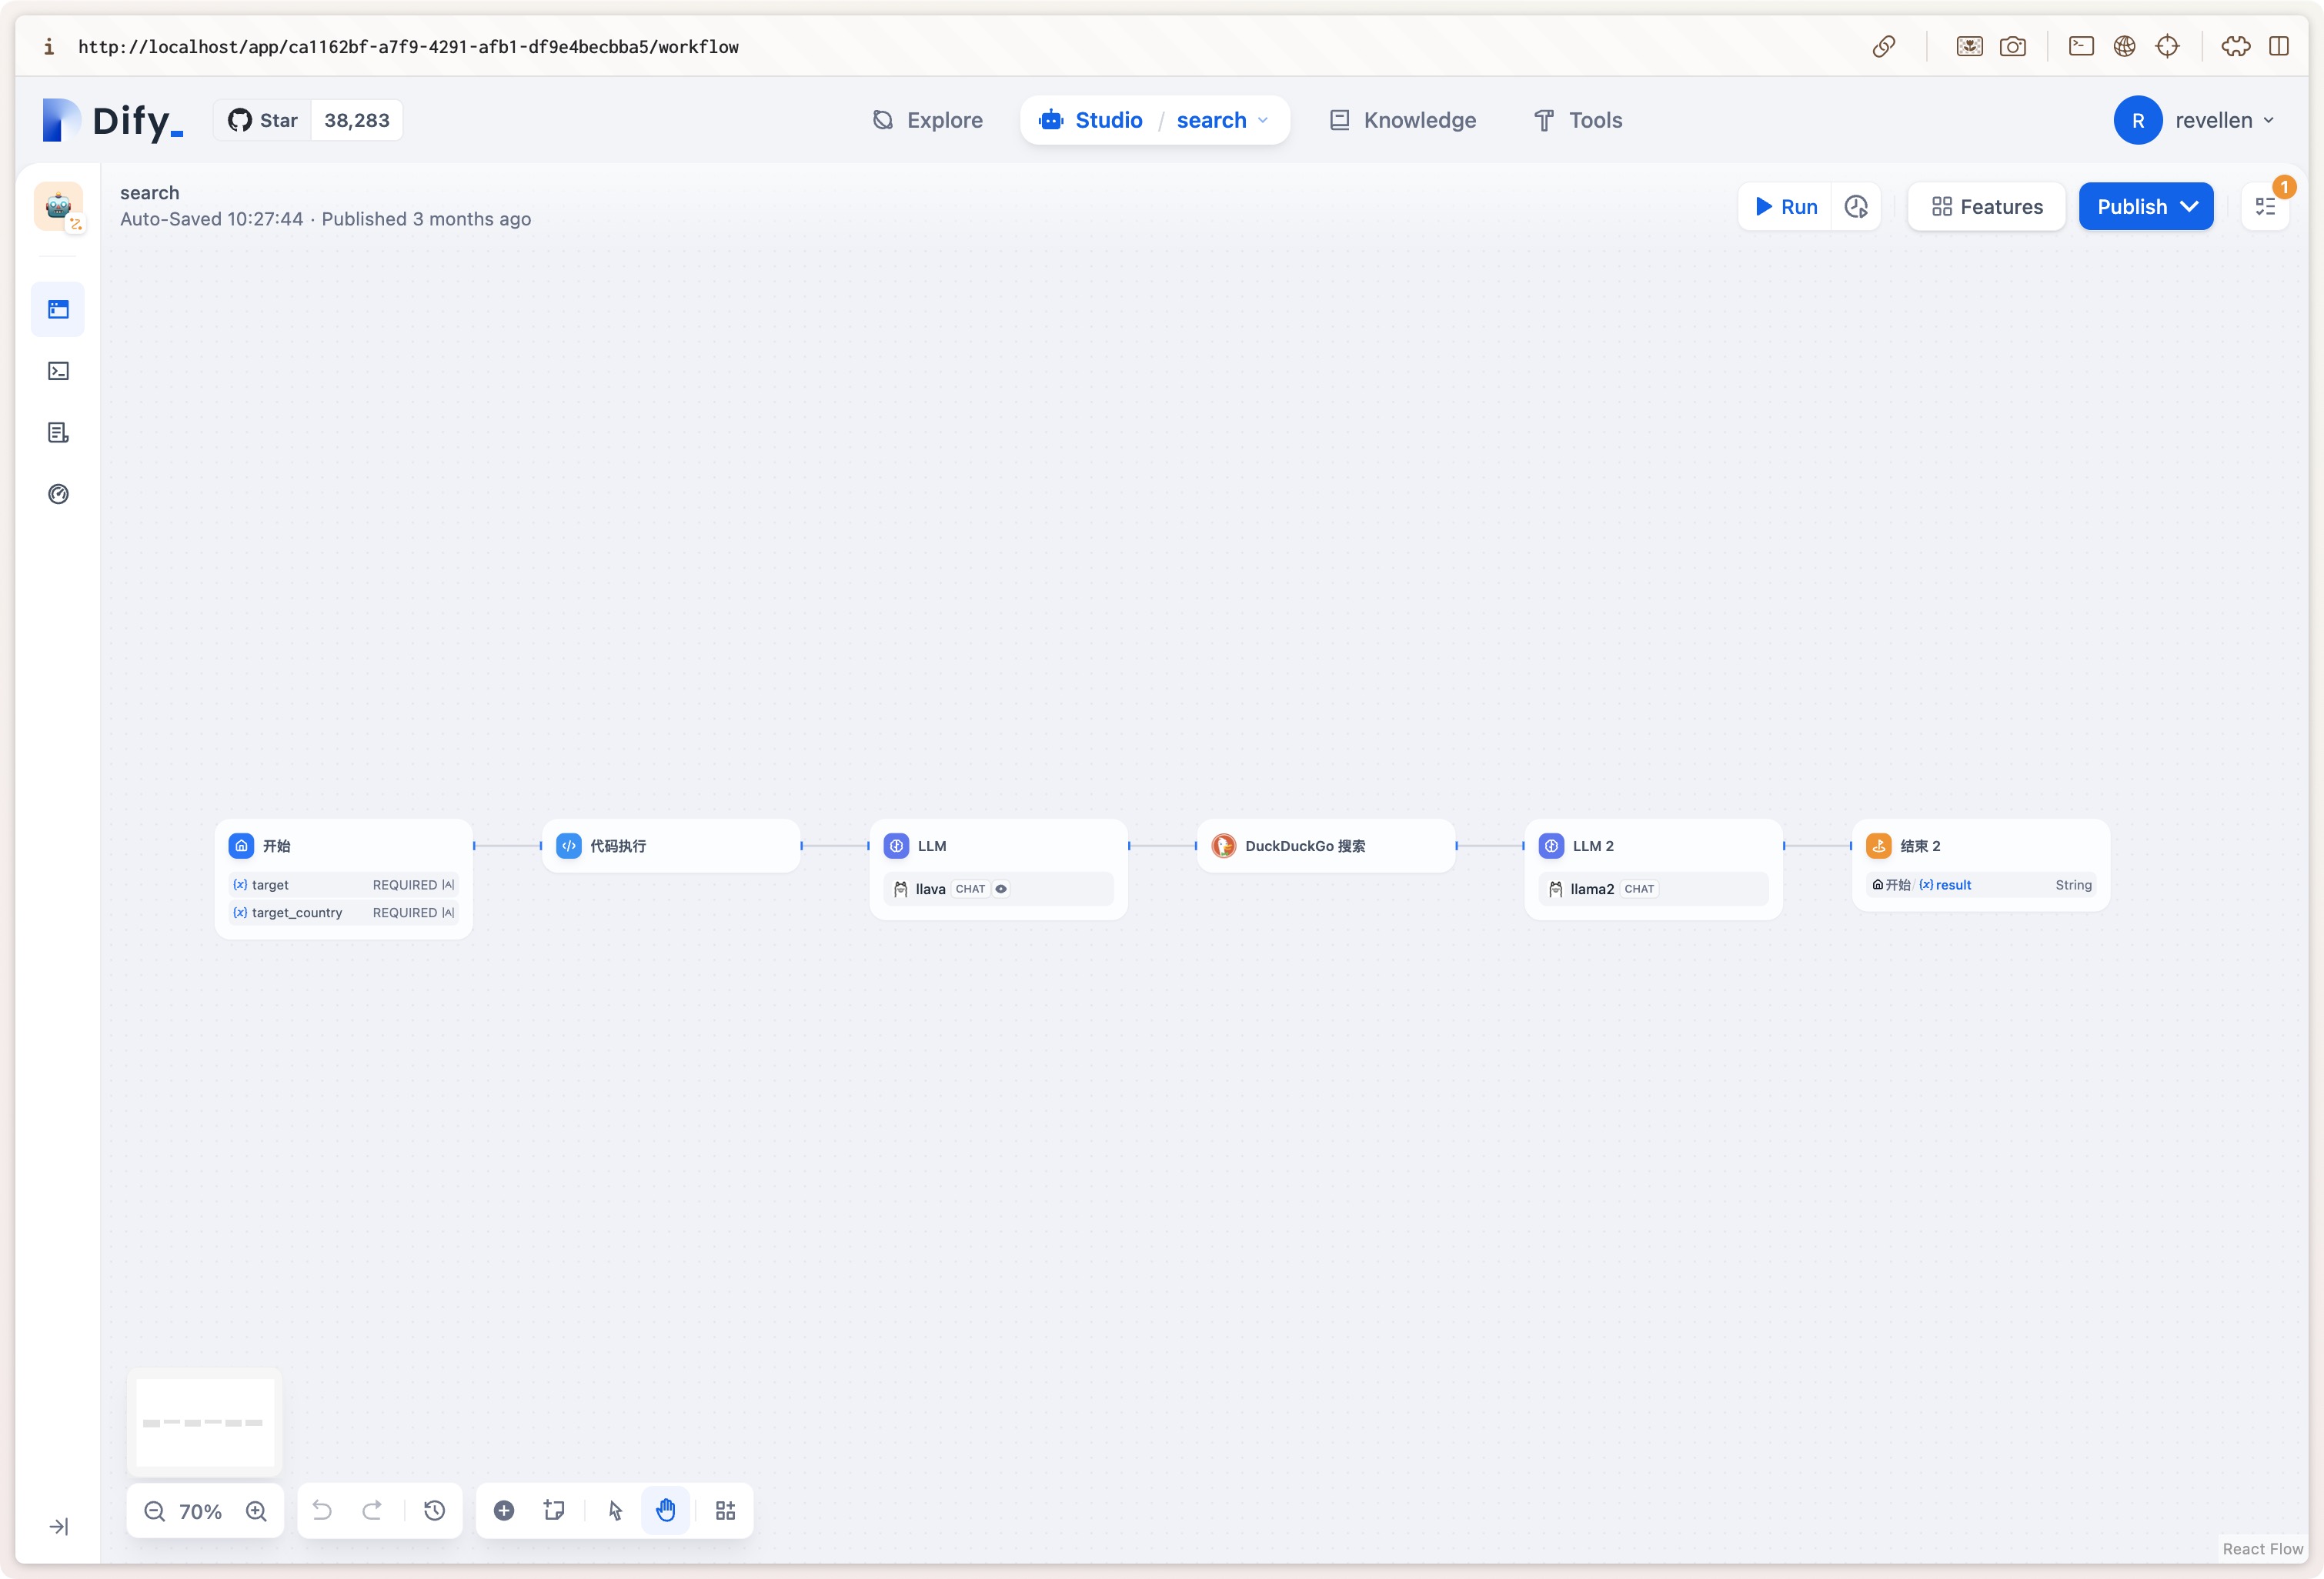 i http://localhost/app/ca1162bf-a7f9-4291-afb1-df9e4becbba5/workflow
Dify_ Star 38,283 Explore Studio / search Knowledge Tools R revellen
search
Auto-Saved 10:27:44 · Published 3 months ago
Run Features Publish 1
开始
{x} target REQUIRED |A|
{x} target_country REQUIRED |A|
代码执行
LLM
llava CHAT
DuckDuckGo 搜索
LLM 2
llama2 CHAT
结束 2
开始 / {x} result String
70%
React Flow